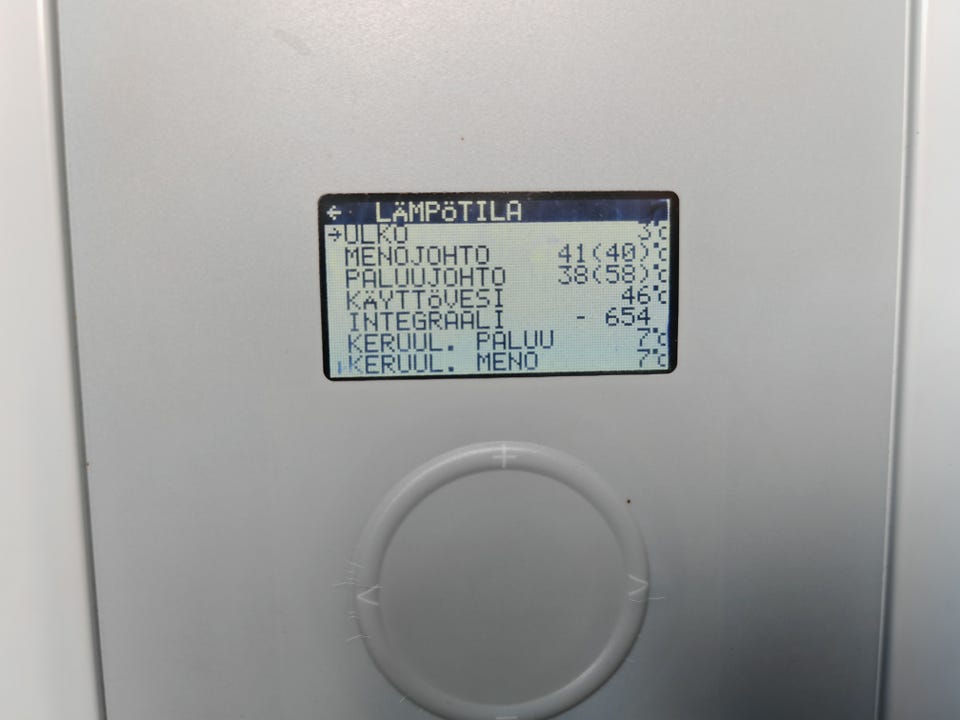 ← LÄMPÖTILA
→ULKO 3°C
MENOJOHTO 41(40)°C
PALUUJOHTO 38(58)°C
KÄYTTÖVESI 46°C
INTEGRAALI - 654
KERUUL. PALUU 7°C
↓KERUUL. MENO 7°C
+
< >
−